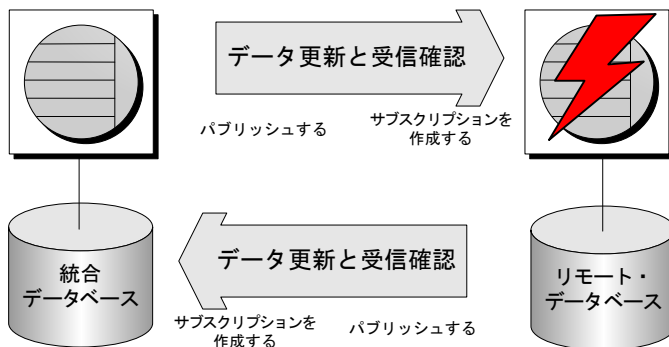 データ更新と受信確認
パブリッシュする
サブスクリプションを
作成する
データ更新と受信確認
統合
データベース
リモート・
データベース
サブスクリプションを
作成する
パブリッシュする